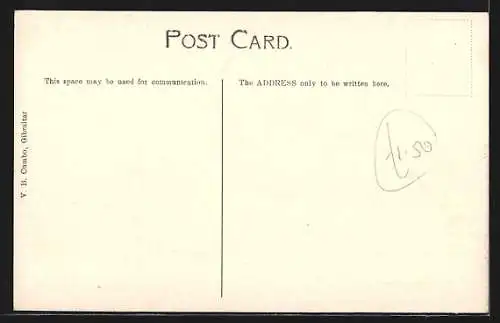 POST CARD.
This space may be used for communication.
The ADDRESS only to be written here.
V. B. Cumbo, Gibraltar
£1.50